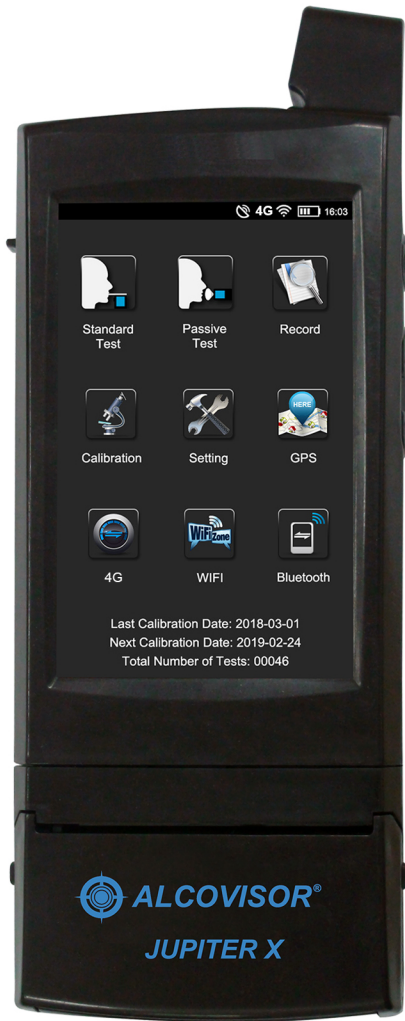 4G 16:03
Standard Test
Passive Test
Record
HERE
Calibration
Setting
GPS
WiFi Zone
4G
WIFI
Bluetooth
Last Calibration Date: 2018-03-01
Next Calibration Date: 2019-02-24
Total Number of Tests: 00046
ALCOVISOR®
JUPITER X